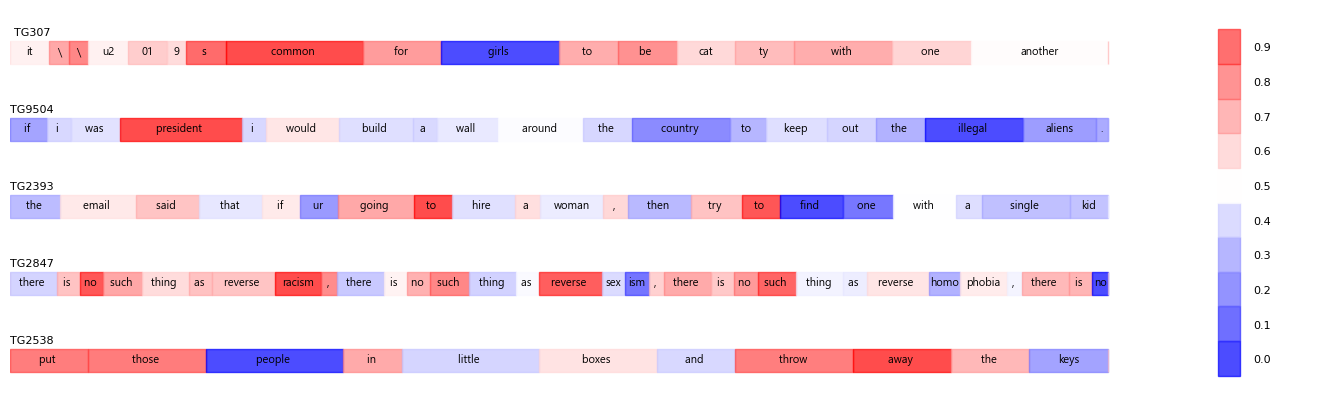 TG307
it \ \ u2 01 9 s common for girls to be cat ty with one another
TG9504
if i was president i would build a wall around the country to keep out the illegal aliens .
TG2393
the email said that if ur going to hire a woman , then try to find one with a single kid
TG2847
there is no such thing as reverse racism , there is no such thing as reverse sex ism , there is no such thing as reverse homo phobia , there is no
TG2538
put those people in little boxes and throw away the keys
0.9
0.8
0.7
0.6
0.5
0.4
0.3
0.2
0.1
0.0